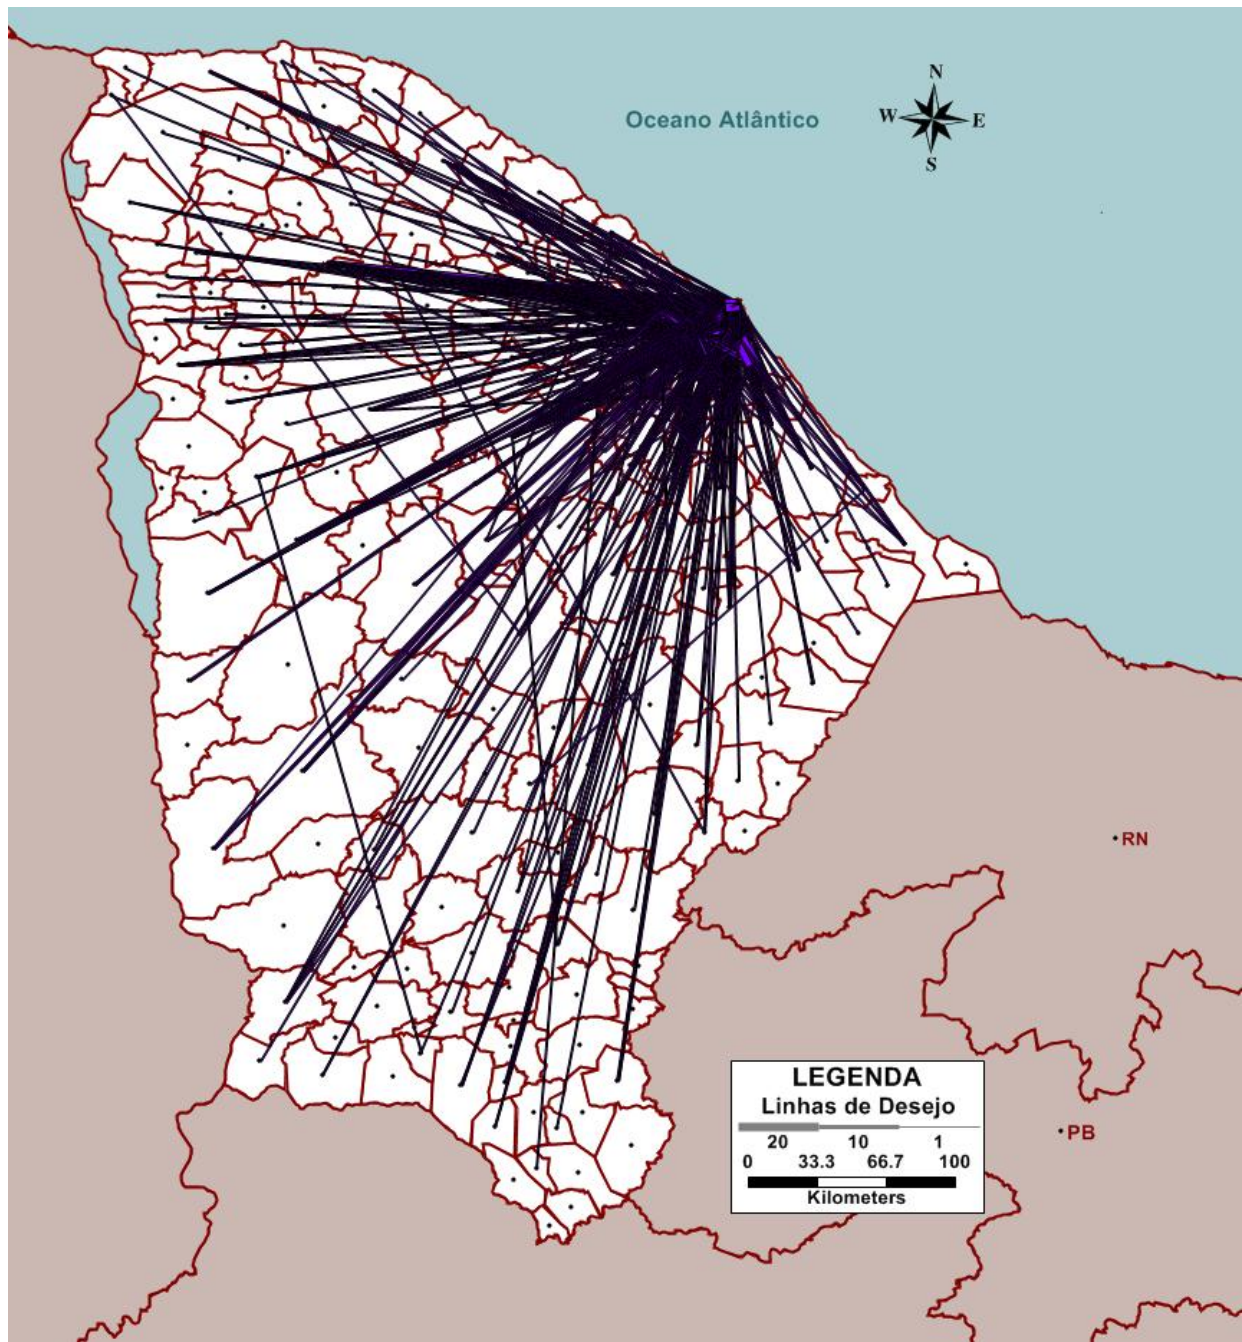 N
Oceano Atlântico
W E
S
RN
LEGENDA
Linhas de Desejo
20 10 1
0 33.3 66.7 100
Kilometers
PB